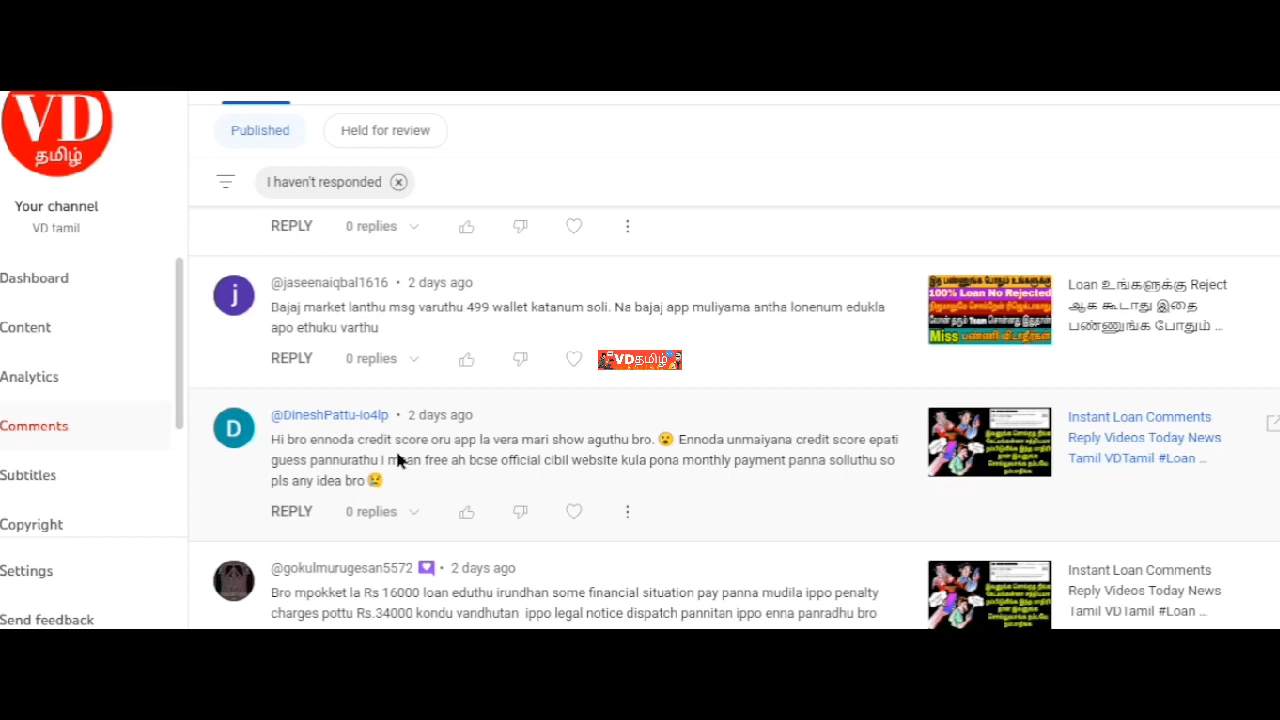 VD
தமிழ்
Your channel
VD tamil
Dashboard
Content
Analytics
Comments
Subtitles
Copyright
Settings
Send feedback
Published
Held for review
I haven't responded
REPLY 0 replies
@jaseenaiqbal1616 • 2 days ago
Bajaj market lanthu msg varuthu 499 wallet katanum soli. Na bajaj app muliyama antha lonenum edukla
apo ethuku varthu
REPLY 0 replies
VDதமிழ்
100% Loan No Rejected
Miss பண்ணி விடாதீர்கள்
Loan உங்களுக்கு Reject
ஆக கூடாது இதை
பண்ணுங்க போதும் ...
@DineshPattu-io4lp • 2 days ago
Hi bro ennoda credit score oru app la vera mari show aguthu bro. 😧 Ennoda unmaiyana credit score epati
guess pannurathu I mean free ah bcse official cibil website kula pona monthly payment panna solluthu so
pls any idea bro 😢
REPLY 0 replies
Instant Loan Comments
Reply Videos Today News
Tamil VDTamil #Loan ...
@gokulmurugesan5572 • 2 days ago
Bro mpokket la Rs 16000 loan eduthu irundhan some financial situation pay panna mudila ippo penalty
charges pottu Rs.34000 kondu vandhutan ippo legal notice dispatch pannitan ippo enna panradhu bro
Instant Loan Comments
Reply Videos Today News
Tamil VDTamil #Loan ...